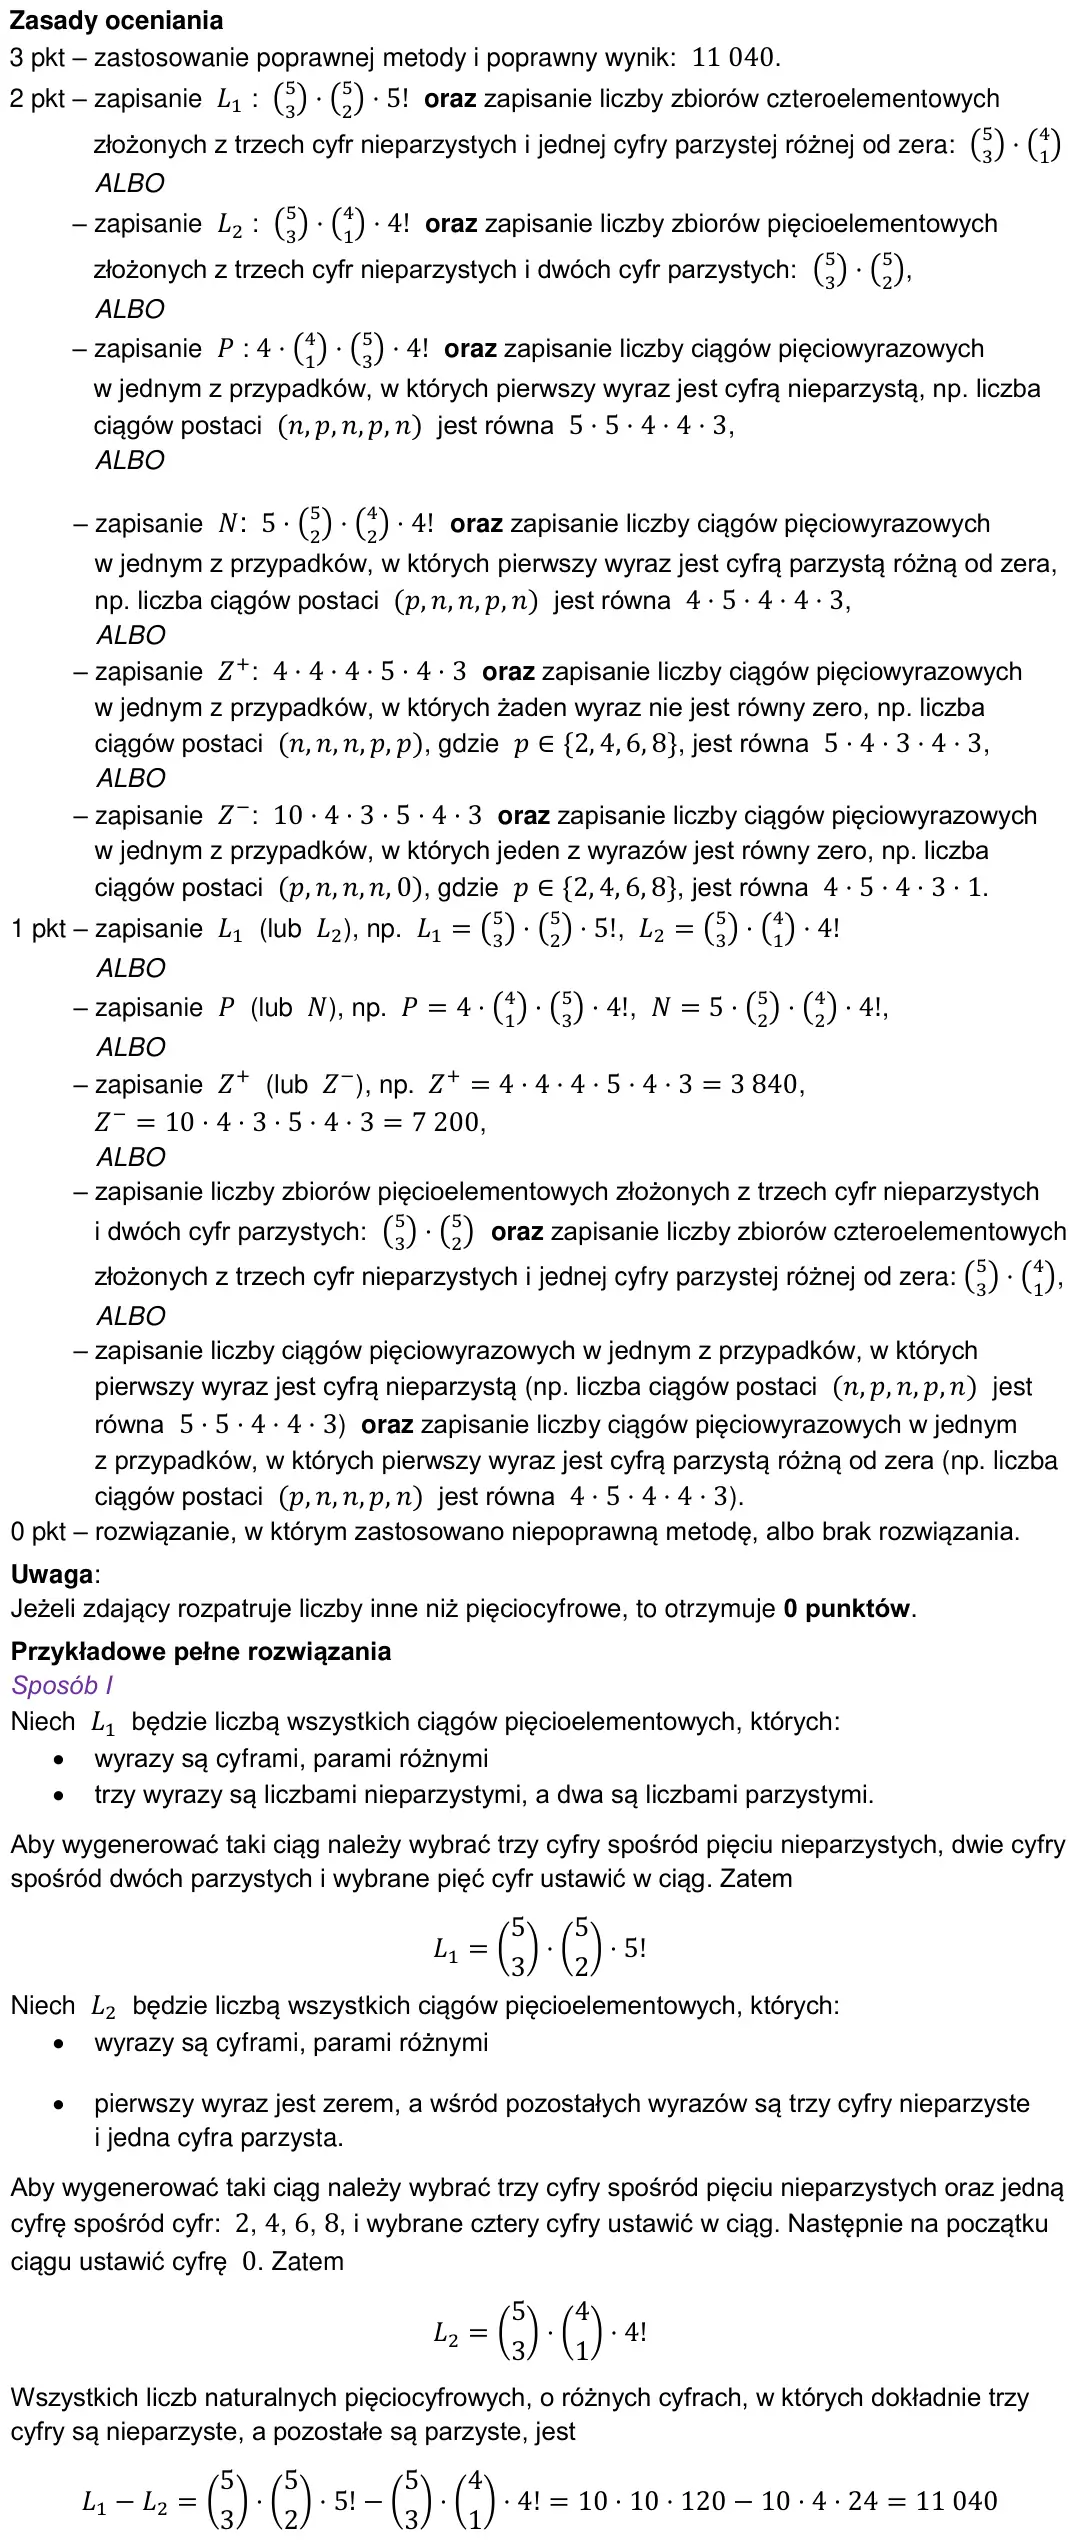 Zasady oceniania
3 pkt – zastosowanie poprawnej metody i poprawny wynik: 11 040.
2 pkt – zapisanie L₁ : (5 3) · (5 2) · 5! oraz zapisanie liczby zbiorów czteroelementowych
złożonych z trzech cyfr nieparzystych i jednej cyfry parzystej różnej od zera: (5 3) · (4 1)
ALBO
– zapisanie L₂ : (5 3) · (4 1) · 4! oraz zapisanie liczby zbiorów pięcioelementowych
złożonych z trzech cyfr nieparzystych i dwóch cyfr parzystych: (5 3) · (5 2),
ALBO
– zapisanie P : 4 · (4 1) · (5 3) · 4! oraz zapisanie liczby ciągów pięciowyrazowych
w jednym z przypadków, w których pierwszy wyraz jest cyfrą nieparzystą, np. liczba
ciągów postaci (n, p, n, p, n) jest równa 5 · 5 · 4 · 4 · 3,
ALBO
– zapisanie N: 5 · (5 2) · (4 2) · 4! oraz zapisanie liczby ciągów pięciowyrazowych
w jednym z przypadków, w których pierwszy wyraz jest cyfrą parzystą różną od zera,
np. liczba ciągów postaci (p, n, n, p, n) jest równa 4 · 5 · 4 · 4 · 3,
ALBO
– zapisanie Z⁺: 4 · 4 · 4 · 5 · 4 · 3 oraz zapisanie liczby ciągów pięciowyrazowych
w jednym z przypadków, w których żaden wyraz nie jest równy zero, np. liczba
ciągów postaci (n, n, n, p, p), gdzie p ∈ {2, 4, 6, 8}, jest równa 5 · 4 · 3 · 4 · 3,
ALBO
– zapisanie Z⁻: 10 · 4 · 3 · 5 · 4 · 3 oraz zapisanie liczby ciągów pięciowyrazowych
w jednym z przypadków, w których jeden z wyrazów jest równy zero, np. liczba
ciągów postaci (p, n, n, n, 0), gdzie p ∈ {2, 4, 6, 8}, jest równa 4 · 5 · 4 · 3 · 1.
1 pkt – zapisanie L₁ (lub L₂), np. L₁ = (5 3) · (5 2) · 5!, L₂ = (5 3) · (4 1) · 4!
ALBO
– zapisanie P (lub N), np. P = 4 · (4 1) · (5 3) · 4!, N = 5 · (5 2) · (4 2) · 4!,
ALBO
– zapisanie Z⁺ (lub Z⁻), np. Z⁺ = 4 · 4 · 4 · 5 · 4 · 3 = 3 840,
Z⁻ = 10 · 4 · 3 · 5 · 4 · 3 = 7 200,
ALBO
– zapisanie liczby zbiorów pięcioelementowych złożonych z trzech cyfr nieparzystych
i dwóch cyfr parzystych: (5 3) · (5 2) oraz zapisanie liczby zbiorów czteroelementowych
złożonych z trzech cyfr nieparzystych i jednej cyfry parzystej różnej od zera: (5 3) · (4 1),
ALBO
– zapisanie liczby ciągów pięciowyrazowych w jednym z przypadków, w których
pierwszy wyraz jest cyfrą nieparzystą (np. liczba ciągów postaci (n, p, n, p, n) jest
równa 5 · 5 · 4 · 4 · 3) oraz zapisanie liczby ciągów pięciowyrazowych w jednym
z przypadków, w których pierwszy wyraz jest cyfrą parzystą różną od zera (np. liczba
ciągów postaci (p, n, n, p, n) jest równa 4 · 5 · 4 · 4 · 3).
0 pkt – rozwiązanie, w którym zastosowano niepoprawną metodę, albo brak rozwiązania.
Uwaga:
Jeżeli zdający rozpatruje liczby inne niż pięciocyfrowe, to otrzymuje 0 punktów.
Przykładowe pełne rozwiązania
Sposób I
Niech L₁ będzie liczbą wszystkich ciągów pięcioelementowych, których:
• wyrazy są cyframi, parami różnymi
• trzy wyrazy są liczbami nieparzystymi, a dwa są liczbami parzystymi.
Aby wygenerować taki ciąg należy wybrać trzy cyfry spośród pięciu nieparzystych, dwie cyfry
spośród dwóch parzystych i wybrane pięć cyfr ustawić w ciąg. Zatem
L₁ = (5 3) · (5 2) · 5!
Niech L₂ będzie liczbą wszystkich ciągów pięcioelementowych, których:
• wyrazy są cyframi, parami różnymi
• pierwszy wyraz jest zerem, a wśród pozostałych wyrazów są trzy cyfry nieparzyste
i jedna cyfra parzysta.
Aby wygenerować taki ciąg należy wybrać trzy cyfry spośród pięciu nieparzystych oraz jedną
cyfrę spośród cyfr: 2, 4, 6, 8, i wybrane cztery cyfry ustawić w ciąg. Następnie na początku
ciągu ustawić cyfrę 0. Zatem
L₂ = (5 3) · (4 1) · 4!
Wszystkich liczb naturalnych pięciocyfrowych, o różnych cyfrach, w których dokładnie trzy
cyfry są nieparzyste, a pozostałe są parzyste, jest
L₁ − L₂ = (5 3) · (5 2) · 5! − (5 3) · (4 1) · 4! = 10 · 10 · 120 − 10 · 4 · 24 = 11 040